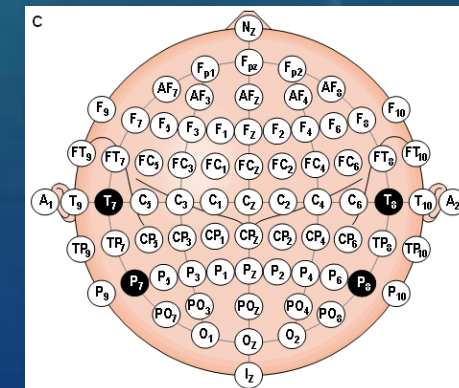 C
Nz
Fp1 Fpz Fp2
AF7 AF3 AFz AF4 AF8
F9 F7 F5 F3 F1 Fz F2 F4 F6 F8 F10
FT9 FT7 FC5 FC3 FC1 FCz FC2 FC4 FC6 FT8 FT10
A1 T9 T7 C5 C3 C1 Cz C2 C4 C6 T8 T10 A2
TP9 TP7 CP5 CP3 CP1 CPz CP2 CP4 CP6 TP8 TP10
P9 P7 P5 P3 P1 Pz P2 P4 P6 P8 P10
PO7 PO3 POz PO4 PO8
O1 Oz O2
Iz